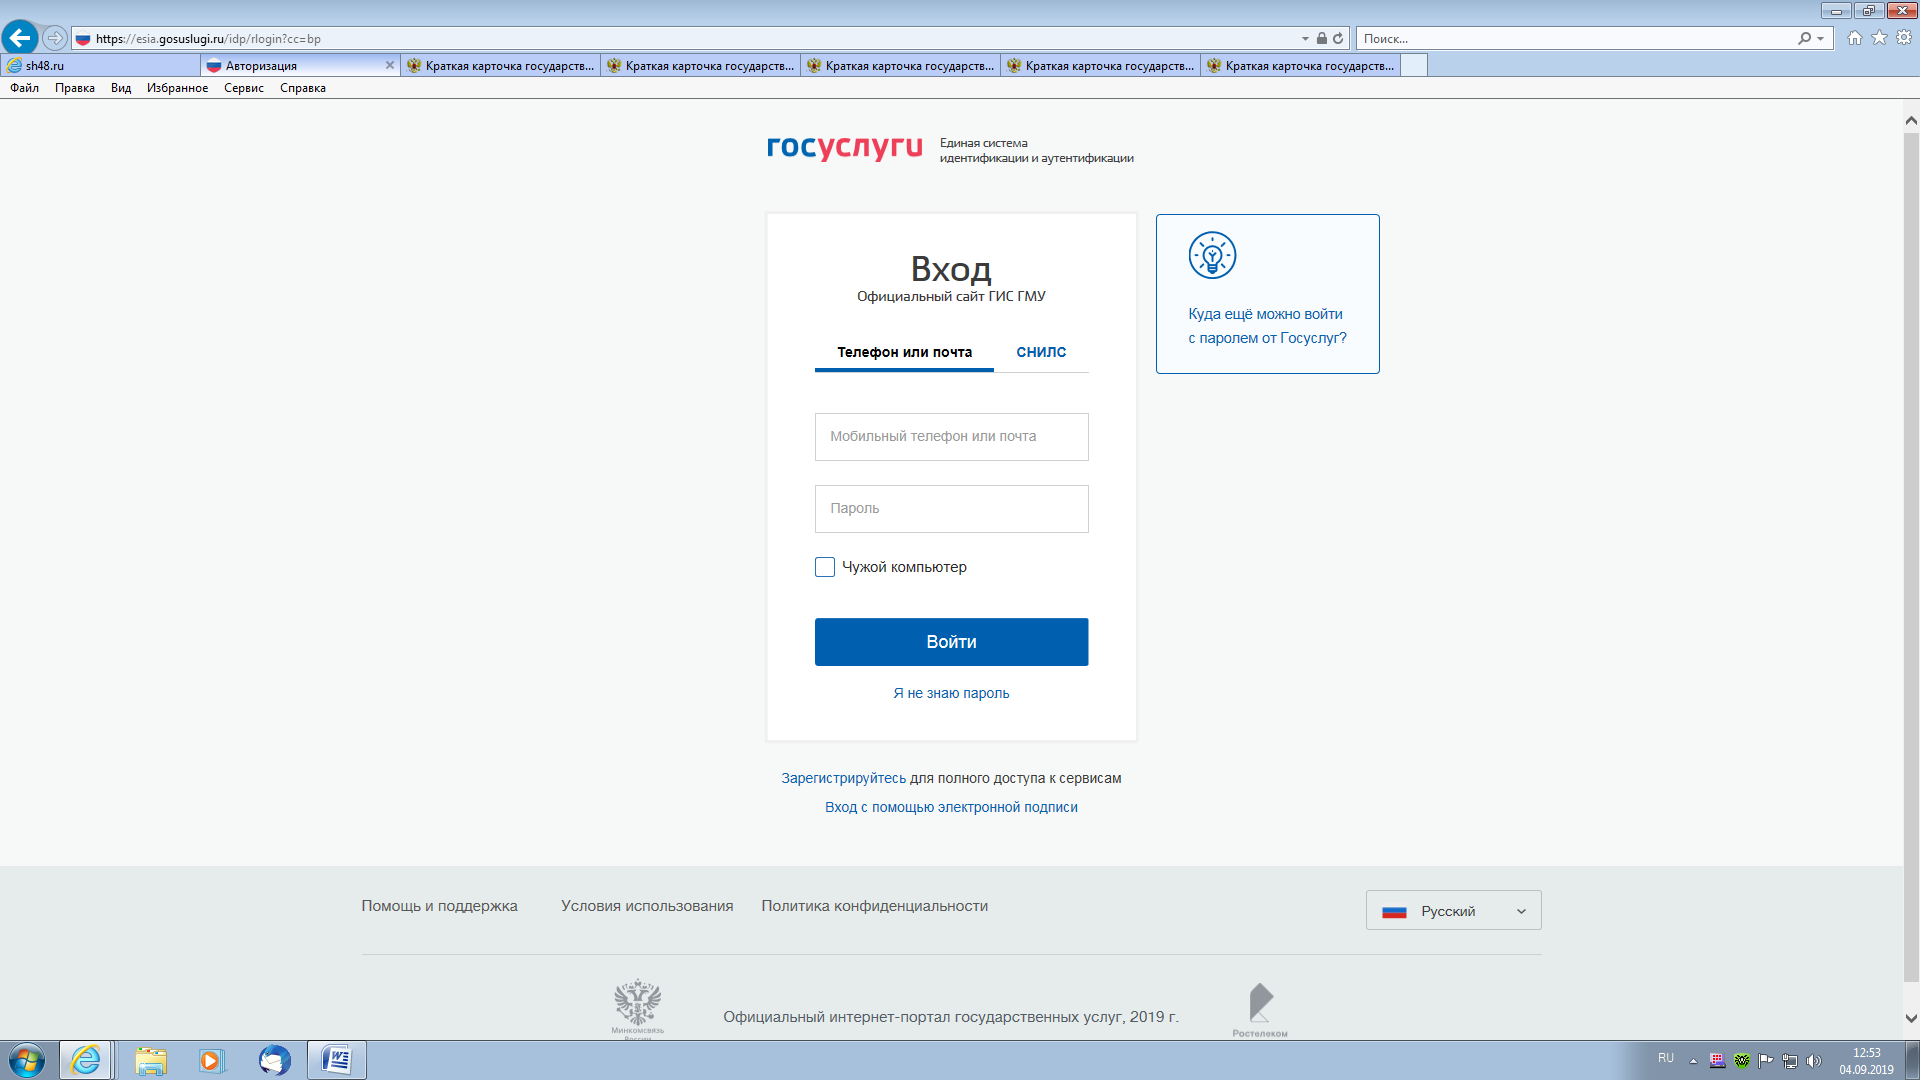 https://esia.gosuslugi.ru/idp/rlogin?cc=bp
Поиск...
sh48.ru
Авторизация
Краткая карточка государств...
Краткая карточка государств...
Краткая карточка государств...
Краткая карточка государств...
Краткая карточка государств...
Файл Правка Вид Избранное Сервис Справка
госуслуги
Единая система
идентификации и аутентификации
Вход
Официальный сайт ГИС ГМУ
Телефон или почта
СНИЛС
Мобильный телефон или почта
Пароль
Чужой компьютер
Войти
Я не знаю пароль
Куда ещё можно войти
с паролем от Госуслуг?
Зарегистрируйтесь для полного доступа к сервисам
Вход с помощью электронной подписи
Помощь и поддержка
Условия использования
Политика конфиденциальности
Русский
Минкомсвязь
России
Официальный интернет-портал государственных услуг, 2019 г.
Ростелеком
RU
12:53
04.09.2019